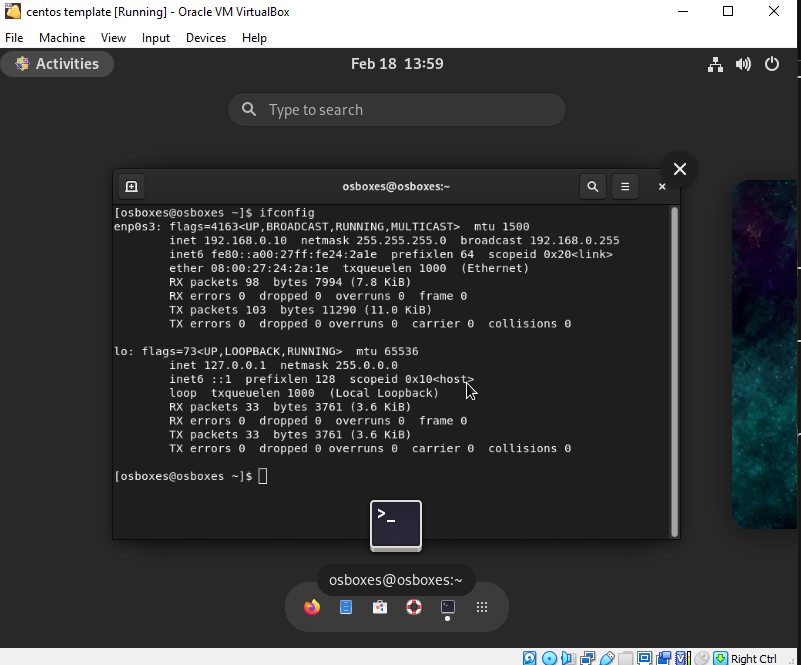 centos template [Running] - Oracle VM VirtualBox
File Machine View Input Devices Help
Activities
Feb 18 13:59
Type to search
osboxes@osboxes:~
[osboxes@osboxes ~]$ ifconfig
enp0s3: flags=4163<UP,BROADCAST,RUNNING,MULTICAST>  mtu 1500
        inet 192.168.0.10  netmask 255.255.255.0  broadcast 192.168.0.255
        inet6 fe80::a00:27ff:fe24:2a1e  prefixlen 64  scopeid 0x20<link>
        ether 08:00:27:24:2a:1e  txqueuelen 1000  (Ethernet)
        RX packets 98  bytes 7994 (7.8 KiB)
        RX errors 0  dropped 0  overruns 0  frame 0
        TX packets 103  bytes 11290 (11.0 KiB)
        TX errors 0  dropped 0 overruns 0  carrier 0  collisions 0
lo: flags=73<UP,LOOPBACK,RUNNING>  mtu 65536
        inet 127.0.0.1  netmask 255.0.0.0
        inet6 ::1  prefixlen 128  scopeid 0x10<host>
        loop  txqueuelen 1000  (Local Loopback)
        RX packets 33  bytes 3761 (3.6 KiB)
        RX errors 0  dropped 0  overruns 0  frame 0
        TX packets 33  bytes 3761 (3.6 KiB)
        TX errors 0  dropped 0 overruns 0  carrier 0  collisions 0
[osboxes@osboxes ~]$
>_
osboxes@osboxes:~
Right Ctrl